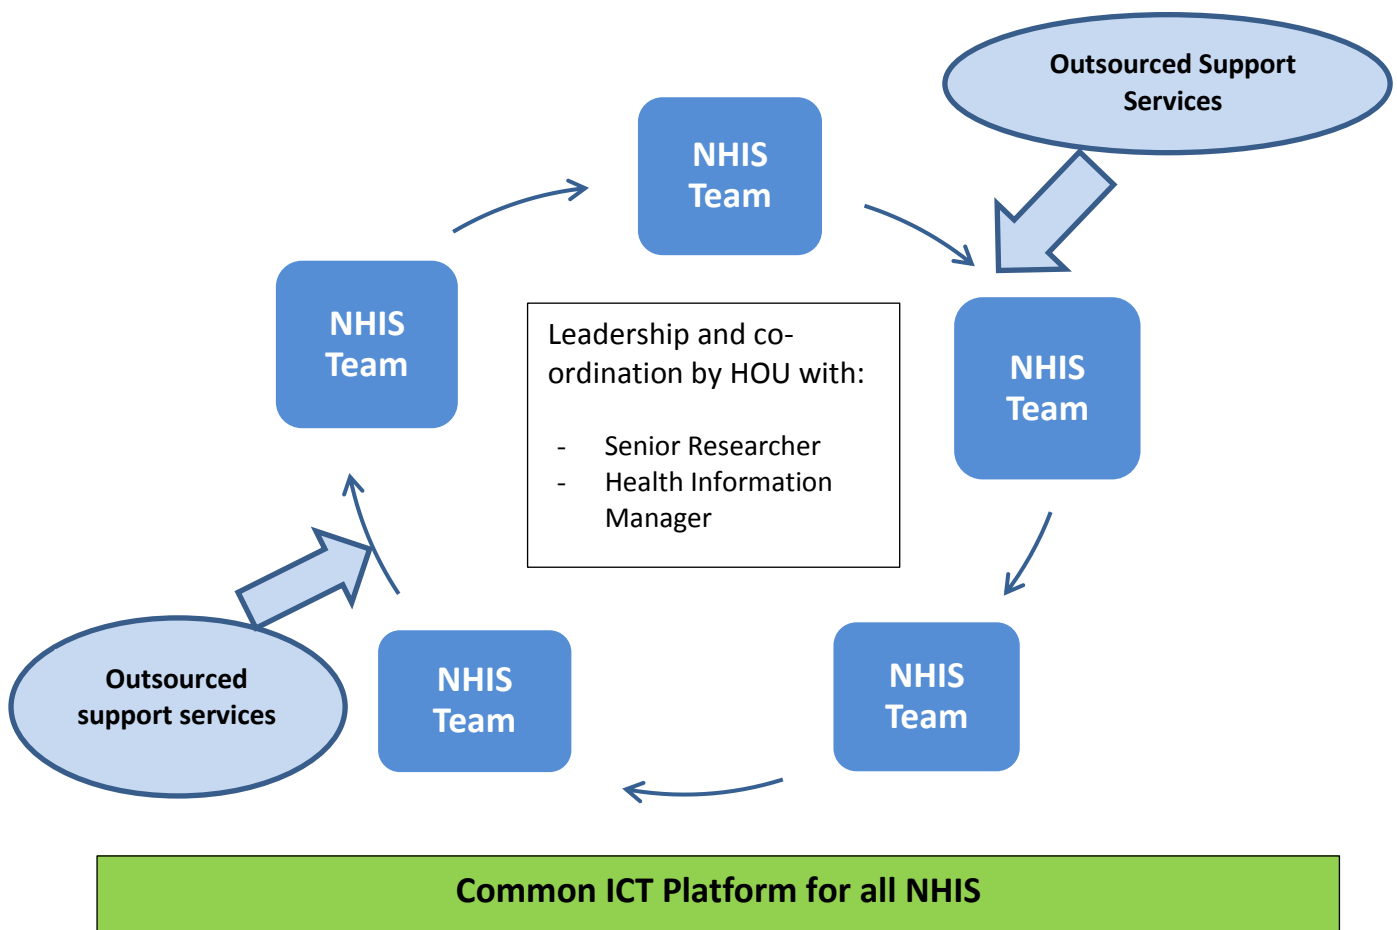 Outsourced Support
Services
NHIS
Team
NHIS
Team
NHIS
Team
Leadership and co-
ordination by HOU with:
- Senior Researcher
- Health Information
Manager
Outsourced
support services
NHIS
Team
NHIS
Team
Common ICT Platform for all NHIS